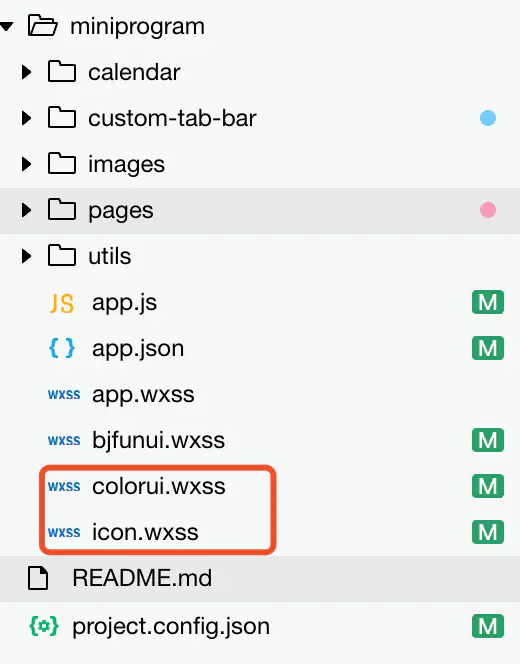 miniprogram
calendar
custom-tab-bar
images
pages
utils
JS app.js M
{ } app.json M
wxss app.wxss
wxss bjfunui.wxss M
wxss colorui.wxss M
wxss icon.wxss M
README.md
project.config.json M